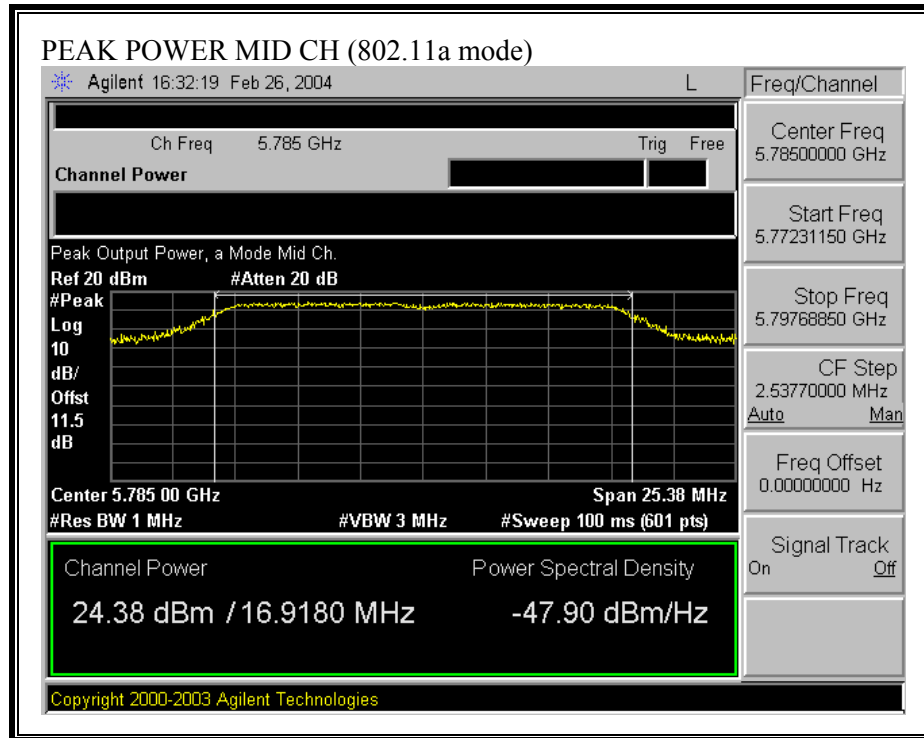 PEAK POWER MID CH (802.11a mode)
Agilent 16:32:19 Feb 26, 2004 L Freq/Channel
Ch Freq 5.785 GHz Trig Free
Channel Power
Peak Output Power, a Mode Mid Ch.
Ref 20 dBm #Atten 20 dB
#Peak
Log
10
dB/
Offst
11.5
dB
Center 5.785 00 GHz Span 25.38 MHz
#Res BW 1 MHz #VBW 3 MHz #Sweep 100 ms (601 pts)
Channel Power Power Spectral Density
24.38 dBm / 16.9180 MHz -47.90 dBm/Hz
Center Freq
5.78500000 GHz
Start Freq
5.77231150 GHz
Stop Freq
5.79768850 GHz
CF Step
2.53770000 MHz
Auto Man
Freq Offset
0.00000000 Hz
Signal Track
On Off
Copyright 2000-2003 Agilent Technologies